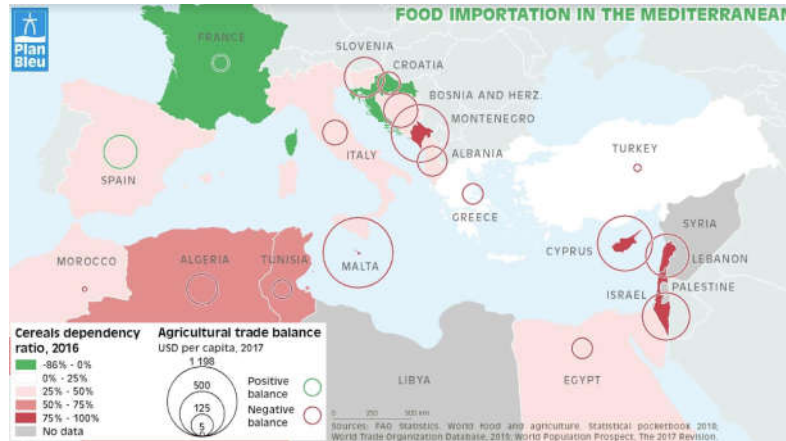 FOOD IMPORTATION IN THE MEDITERRANEAN
Plan
Bleu
FRANCE
SLOVENIA
CROATIA
BOSNIA AND HERZ.
MONTENEGRO
ALBANIA
ITALY
SPAIN
GREECE
TURKEY
SYRIA
CYPRUS
LEBANON
PALESTINE
ISRAEL
MOROCCO
ALGERIA
TUNISIA
MALTA
LIBYA
EGYPT
Cereals dependency
ratio, 2016
-86% - 0%
0% - 25%
25% - 50%
50% - 75%
75% - 100%
No data
Agricultural trade balance
USD per capita, 2017
1 198
500
125
5
Positive
balance
Negative
balance
0 250 500 km
Sources: FAO Statistics. World food and agriculture. Statistical pocketbook 2018;
World Trade Organization Database, 2019; World Population Prospect, The 2017 Revision.